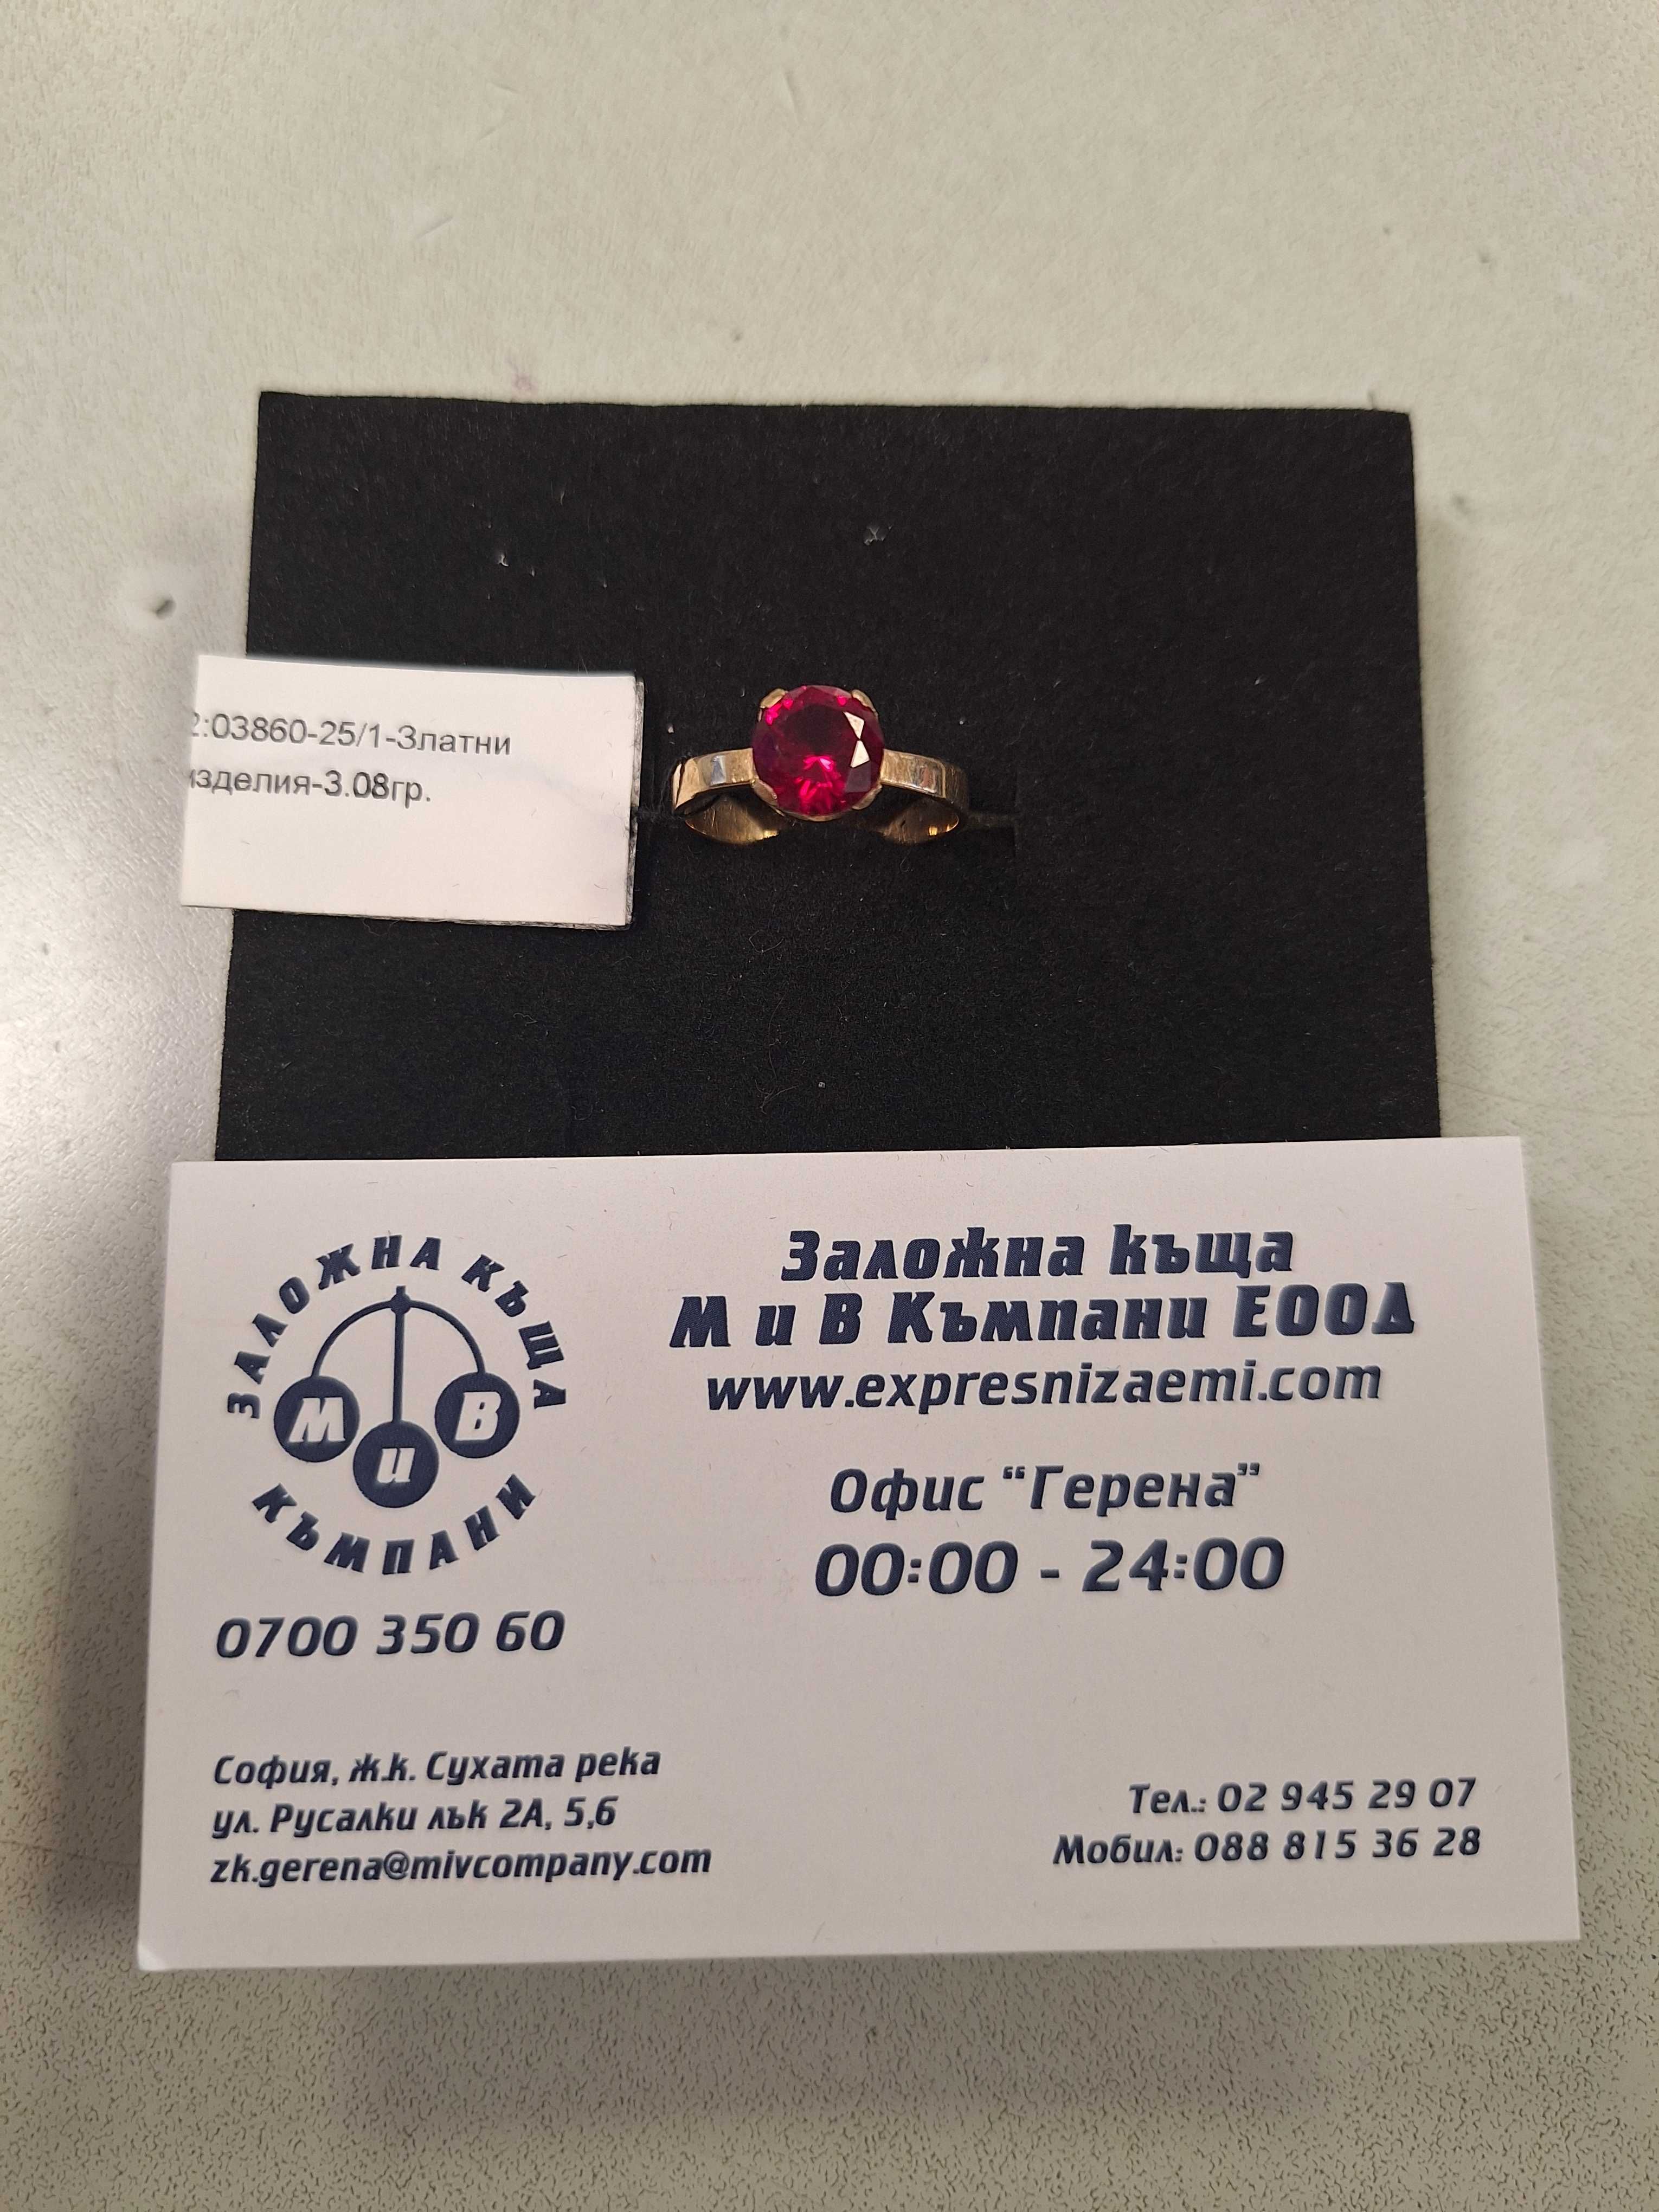 2:03860-25/1-Златни
изделия-3.08гр.
ЗАЛОЖНА КЪЩА
М и В
КЪМПАНИ
0700 350 60
Заложна къща
М и В Къмпани ЕООД
www.expresnizaemi.com
Офис "Герена"
00:00 - 24:00
София, ж.к. Сухата река
ул. Русалки лък 2А, 5,6
zk.gerena@mivcompany.com
Тел.: 02 945 29 07
Мобил: 088 815 36 28